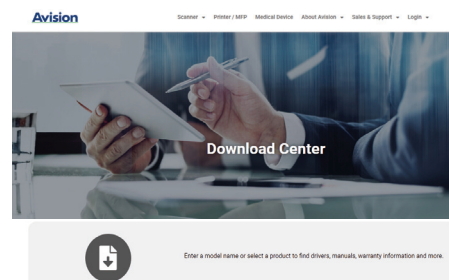 Avision
Scanner Printer / MFP Medical Device About Avision Sales & Support Login
Download Center
Enter a model name or select a product to find drivers, manuals, warranty information and more.